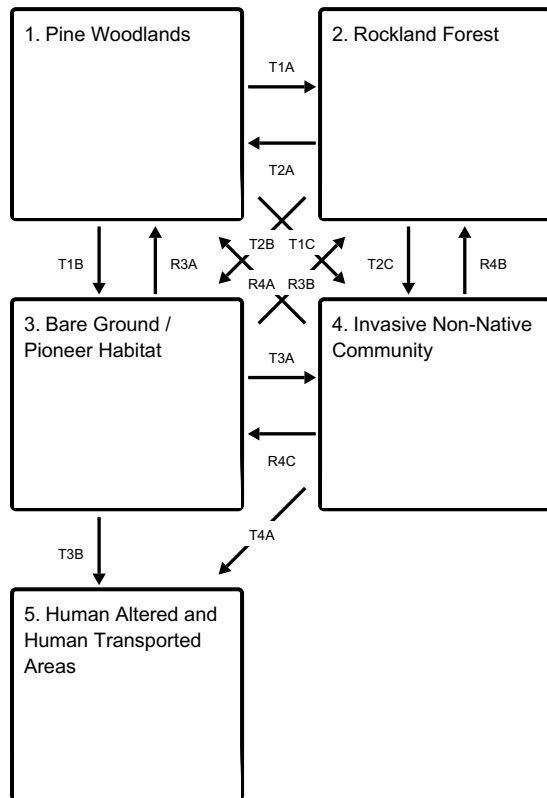 1. Pine Woodlands
2. Rockland Forest
T1A
T2A
T2B
T1C
T1B
R3A
R4A
R3B
T2C
R4B
3. Bare Ground /
Pioneer Habitat
4. Invasive Non-Native
Community
T3A
R4C
T4A
T3B
5. Human Altered and
Human Transported
Areas